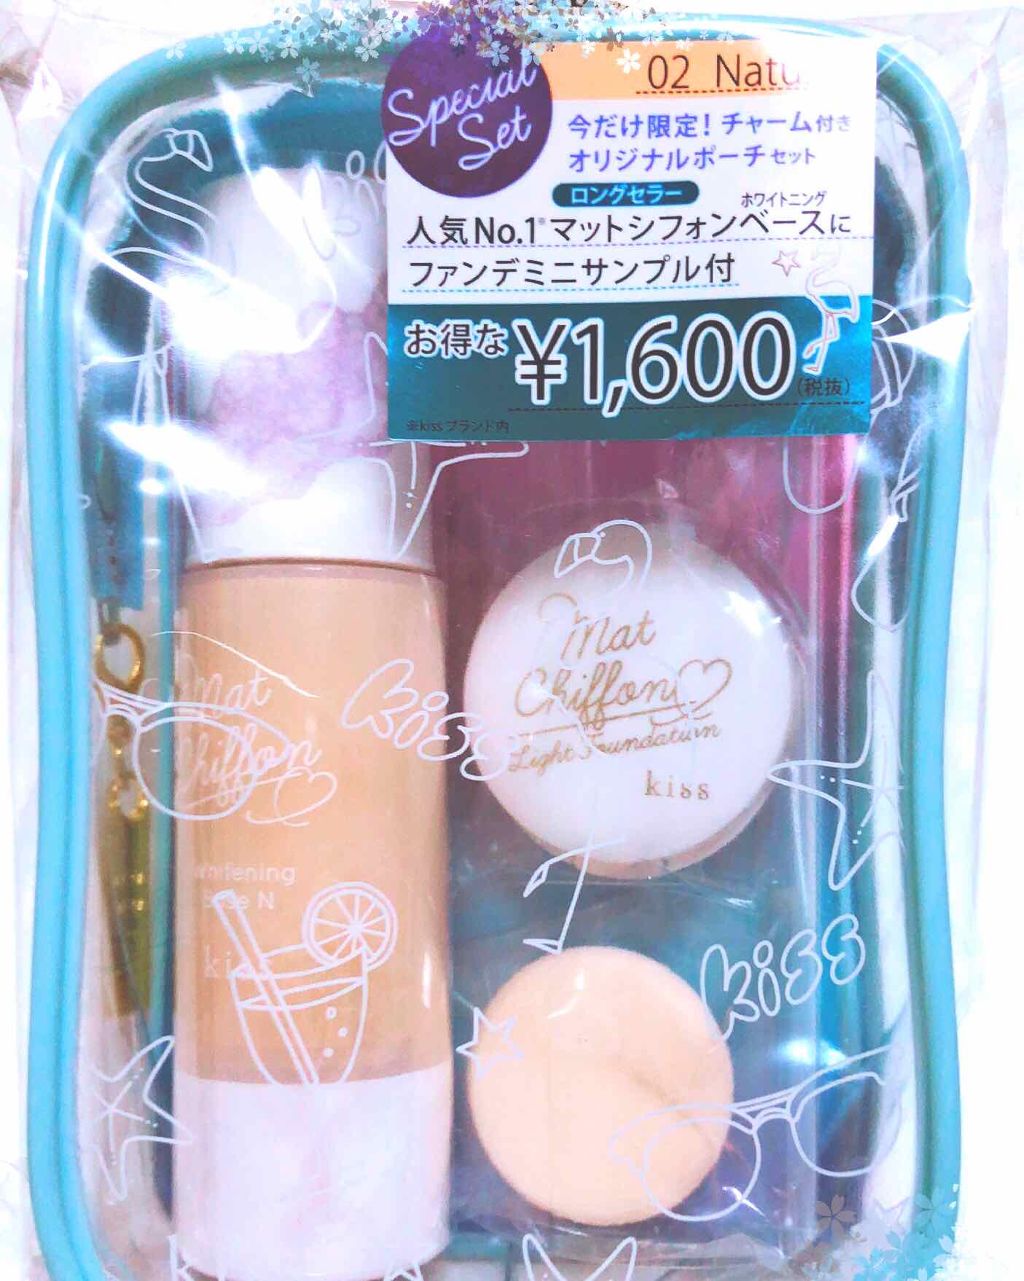 Special
Set
02 Natu
今だけ限定！チャーム付き
オリジナルポーチセット
ロングセラー
ホワイトニング
人気No.1※マットシフォンベースに
ファンデミニサンプル付
お得な¥1,600(税抜)
※kissブランド内
Mat
Chiffon
Light Foundation
kiss
kiss
Mat
Chiffon
Whitening
Base N
kiss
kiss